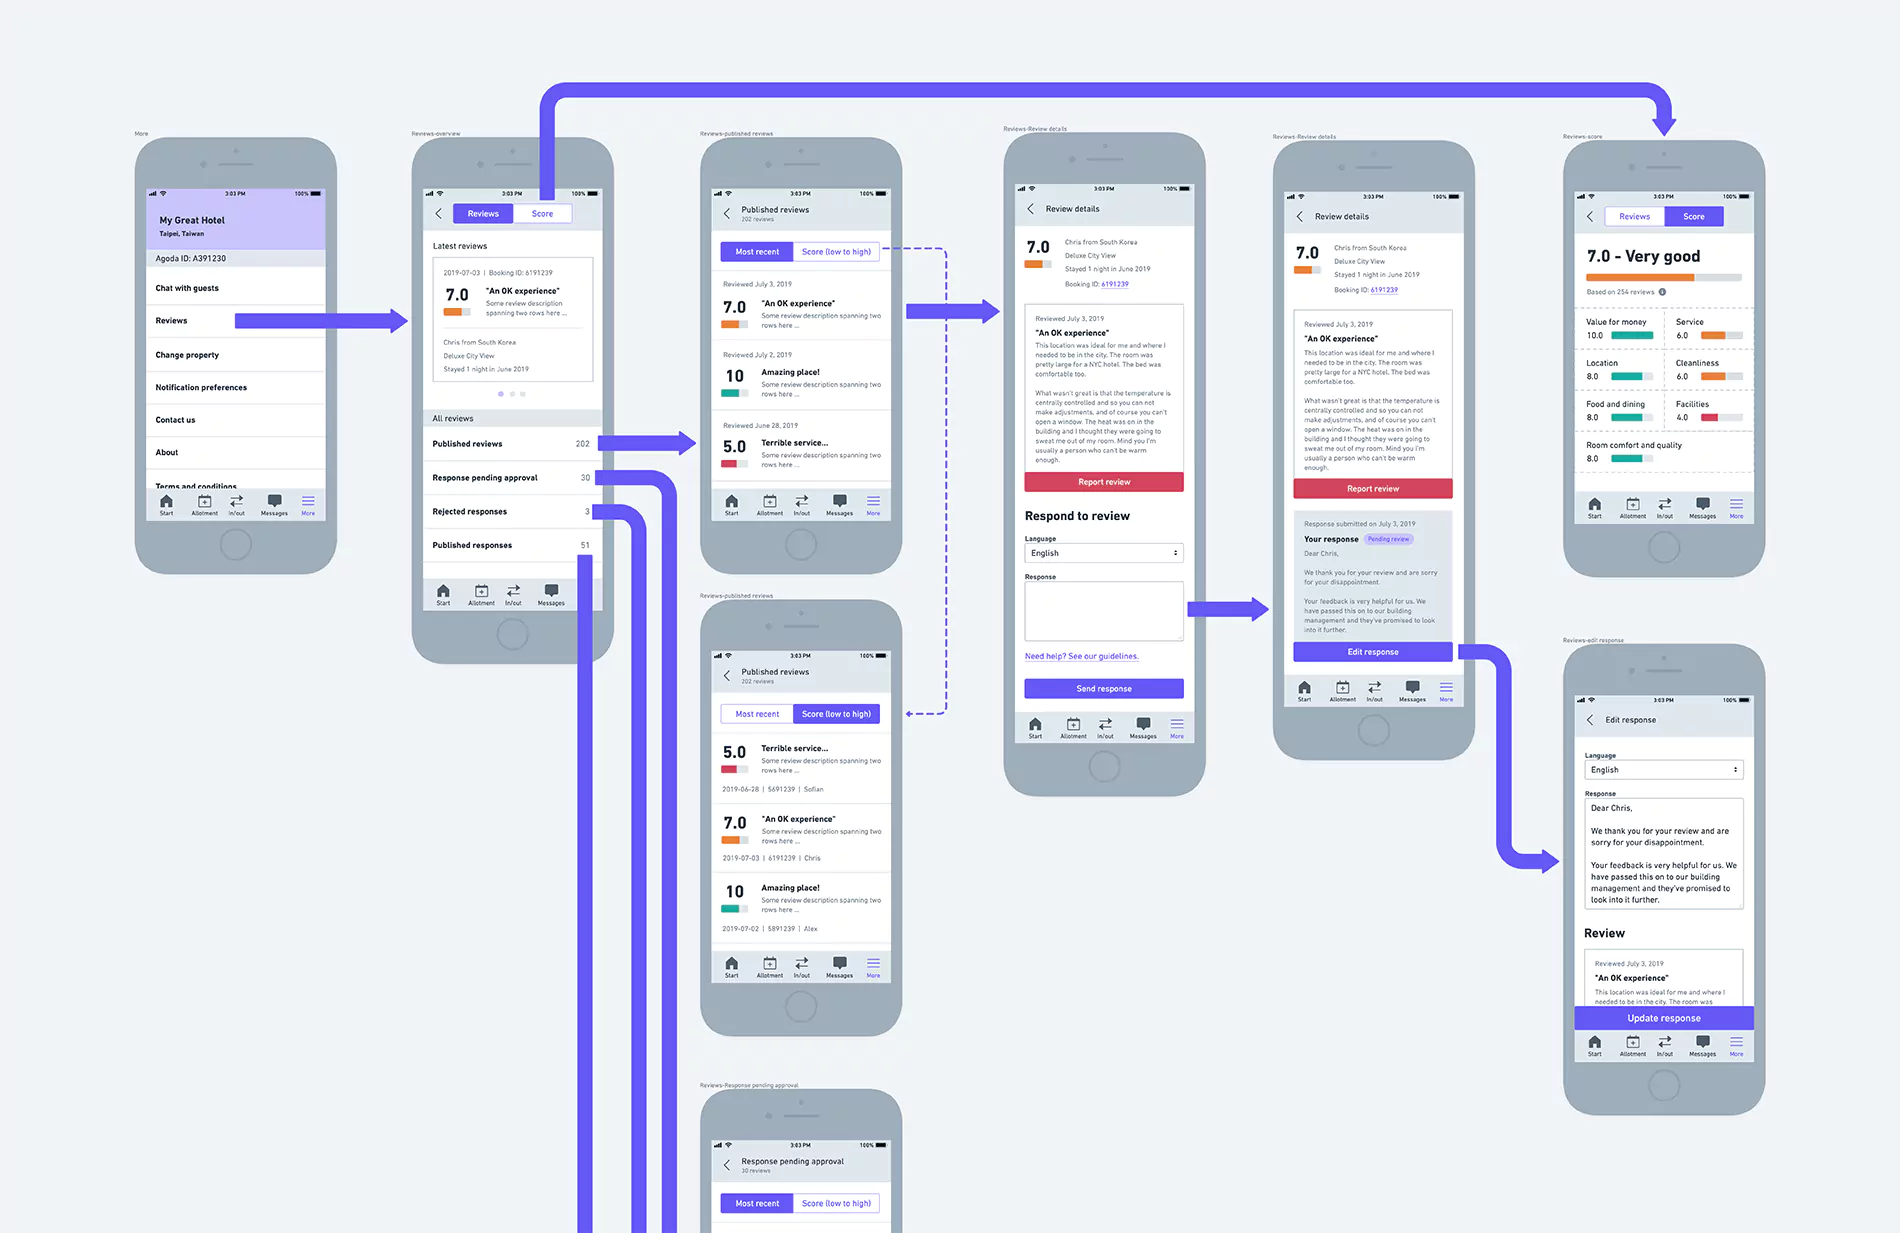 More
3:03 PM
100%
My Great Hotel
Taipei, Taiwan
Agoda ID: A391230
Chat with guests
Reviews
Change property
Notification preferences
Contact us
About
Terms and conditions
Start Allotment In/out Messages More
Reviews-overview
3:03 PM
100%
Reviews Score
Latest reviews
2019-07-03 | Booking ID: 6191239
7.0 "An OK experience"
Some review description
spanning two rows here ...
Chris from South Korea
Deluxe City View
Stayed 1 night in June 2019
All reviews
Published reviews 202
Response pending approval 30
Rejected responses 3
Published responses 51
Start Allotment In/out Messages
Reviews-published reviews
3:03 PM
100%
Published reviews
202 reviews
Most recent Score (low to high)
Reviewed July 3, 2019
7.0 "An OK experience"
Some review description spanning two
rows here ...
Reviewed July 2, 2019
10 Amazing place!
Some review description spanning two
rows here ...
Reviewed June 28, 2019
5.0 Terrible service...
Some review description spanning two
rows here ...
Start Allotment In/out Messages More
Reviews-published reviews
3:03 PM
100%
Published reviews
202 reviews
Most recent Score (low to high)
5.0 Terrible service...
Some review description spanning two
rows here ...
2019-06-28 | 5691239 | Sofian
7.0 "An OK experience"
Some review description spanning two
rows here ...
2019-07-03 | 6191239 | Chris
10 Amazing place!
Some review description spanning two
rows here ...
2019-07-02 | 5891239 | Alex
Start Allotment In/out Messages More
Reviews-Response pending approval
3:03 PM
100%
Response pending approval
30 reviews
Most recent Score (low to high)
Reviews-Review details
3:03 PM
100%
Review details
7.0 Chris from South Korea
Deluxe City View
Stayed 1 night in June 2019
Booking ID: 6191239
Reviewed July 3, 2019
"An OK experience"
This location was ideal for me and where I
needed to be in the city. The room was
pretty large for a NYC hotel. The bed was
comfortable too.
What wasn't great is that the temperature is
centrally controlled and so you can not
make adjustments, and of course you can't
open a window. The heat was on in the
building and I thought they were going to
sweat me out of my room. Mind you I'm
usually a person who can't be warm
enough.
Report review
Respond to review
Language
English
Response
Need help? See our guidelines.
Send response
Start Allotment In/out Messages More
Reviews-Review details
3:03 PM
100%
Review details
7.0 Chris from South Korea
Deluxe City View
Stayed 1 night in June 2019
Booking ID: 6191239
Reviewed July 3, 2019
"An OK experience"
This location was ideal for me and where I
needed to be in the city. The room was
pretty large for a NYC hotel. The bed was
comfortable too.
What wasn't great is that the temperature is
centrally controlled and so you can not
make adjustments, and of course you can't
open a window. The heat was on in the
building and I thought they were going to
sweat me out of my room. Mind you I'm
usually a person who can't be warm
enough.
Report review
Response submitted on July 3, 2019
Your response Pending review
Dear Chris,
We thank you for your review and are sorry
for your disappointment.
Your feedback is very helpful for us. We
have passed this on to our building
management and they've promised to look
into it further.
Edit response
Start Allotment In/out Messages More
Reviews-score
3:03 PM
100%
Reviews Score
7.0 - Very good
Based on 254 reviews
Value for money Service
10.0 6.0
Location Cleanliness
8.0 6.0
Food and dining Facilities
8.0 4.0
Room comfort and quality
8.0
Start Allotment In/out Messages More
Reviews-edit response
3:03 PM
100%
Edit response
Language
English
Response
Dear Chris,
We thank you for your review and are
sorry for your disappointment.
Your feedback is very helpful for us. We
have passed this on to our building
management and they've promised to
look into it further.
Review
Reviewed July 3, 2019
"An OK experience"
This location was ideal for me and where I
needed to be in the city. The room was
Update response
Start Allotment In/out Messages More